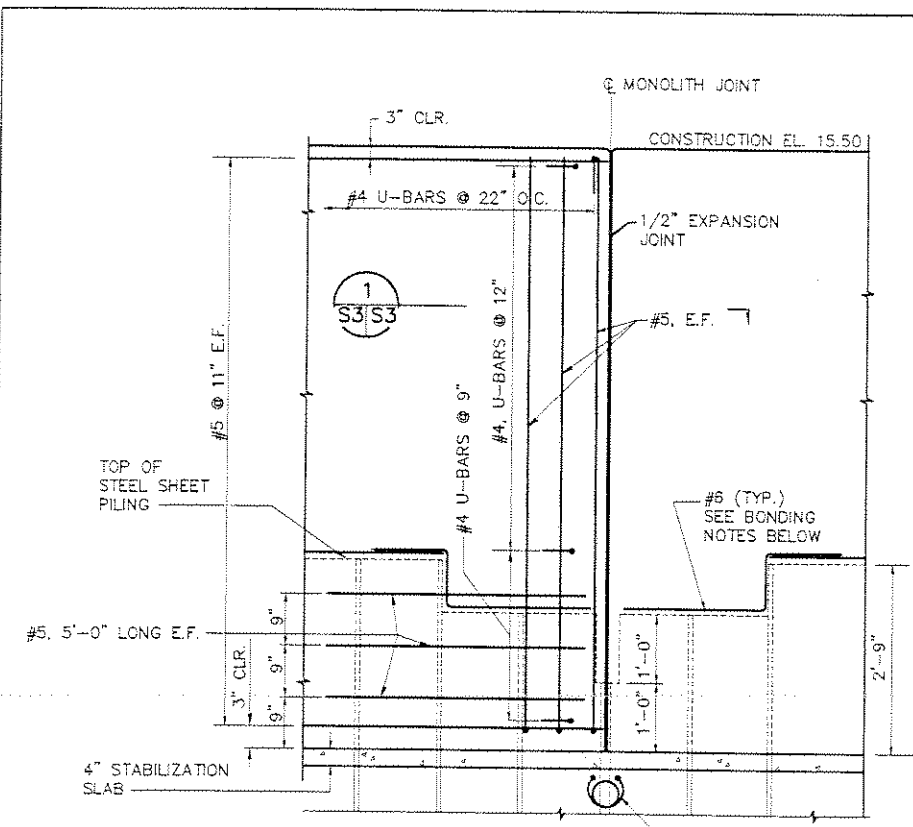 ℄ MONOLITH JOINT
3" CLR.
CONSTRUCTION EL. 15.50
#4 U-BARS @ 22" O.C.
1/2" EXPANSION
JOINT
1
S3 S3
#5, E.F.
#5 @ 11" E.F.
#4, U-BARS @ 12"
#4 U-BARS @ 9"
TOP OF
STEEL SHEET
PILING
#6 (TYP.)
SEE BONDING
NOTES BELOW
#5, 5'-0" LONG E.F.
9"
9"
9"
3" CLR.
1'-0"
1'-0"
2'-9"
4" STABILIZATION
SLAB